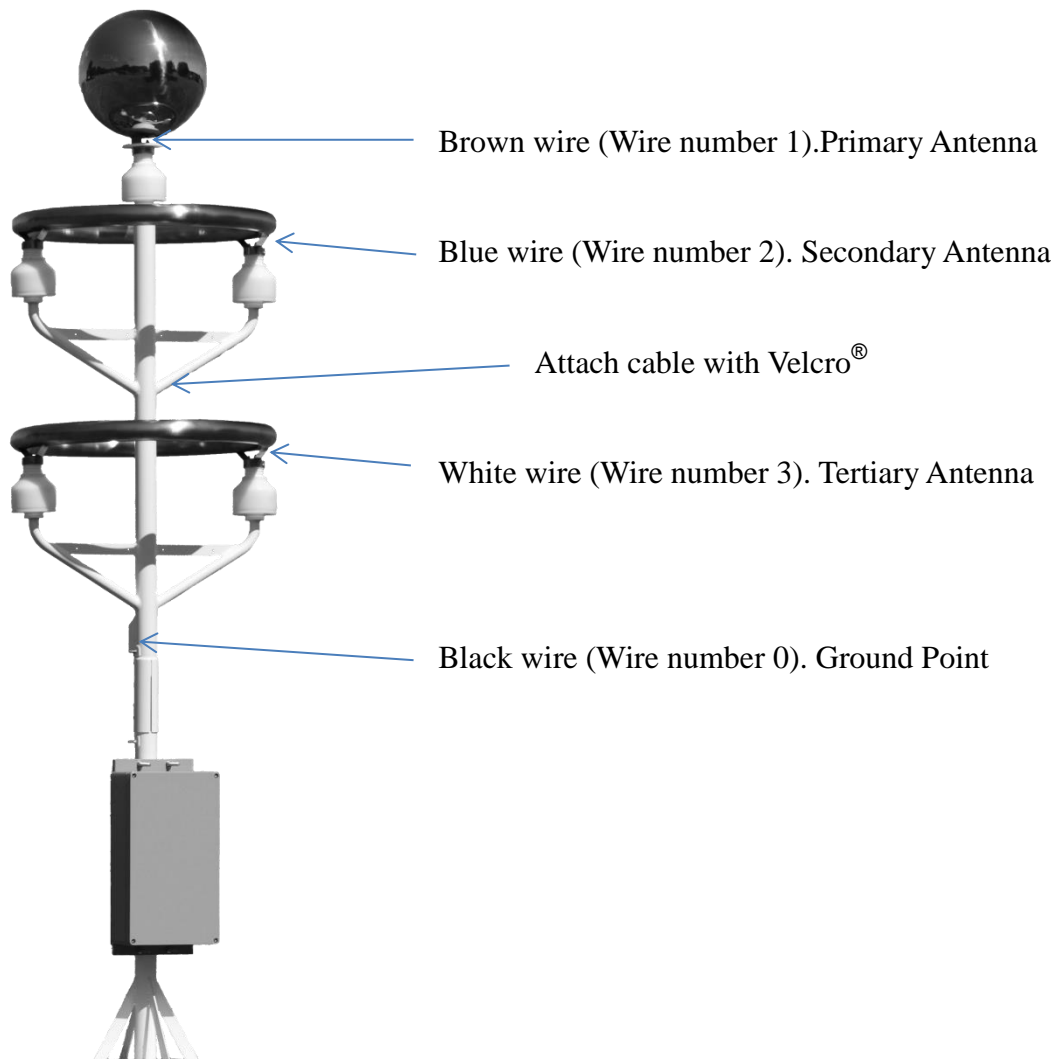 Brown wire (Wire number 1).Primary Antenna
Blue wire (Wire number 2). Secondary Antenna
Attach cable with Velcro®
White wire (Wire number 3). Tertiary Antenna
Black wire (Wire number 0). Ground Point